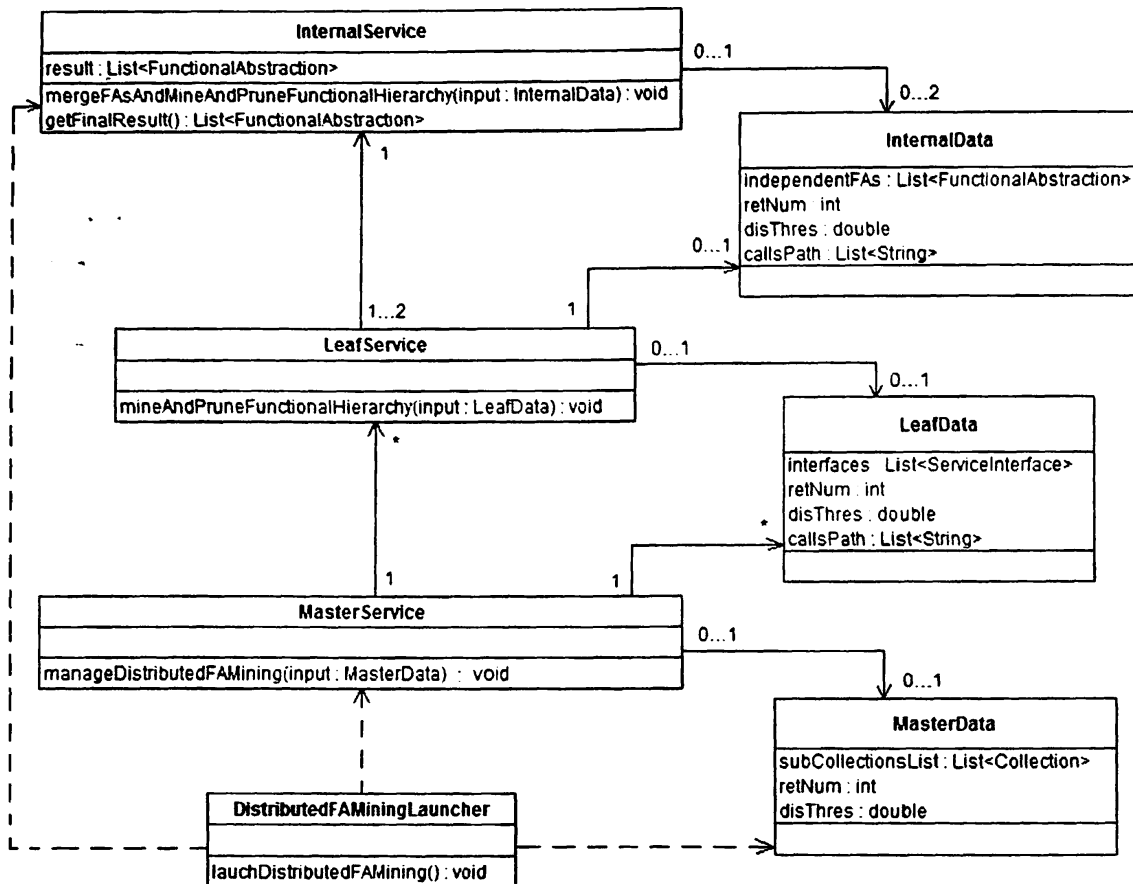 InternalService
result : List<FunctionalAbstraction>
mergeFAsAndMineAndPruneFunctionalHierarchy(input : InternalData) : void
getFinalResult() : List<FunctionalAbstraction>
0...1
0...2
InternalData
independentFAs : List<FunctionalAbstraction>
retNum : int
disThres : double
callsPath : List<String>
1
0...1
1...2
1
LeafService
mineAndPruneFunctionalHierarchy(input : LeafData) : void
0...1
0...1
LeafData
interfaces List<ServiceInterface>
retNum : int
disThres : double
callsPath : List<String>
*
*
1
1
MasterService
manageDistributedFAMining(input : MasterData) : void
0...1
0...1
MasterData
subCollectionsList : List<Collection>
retNum : int
disThres : double
DistributedFAMiningLauncher
lauchDistributedFAMining() : void